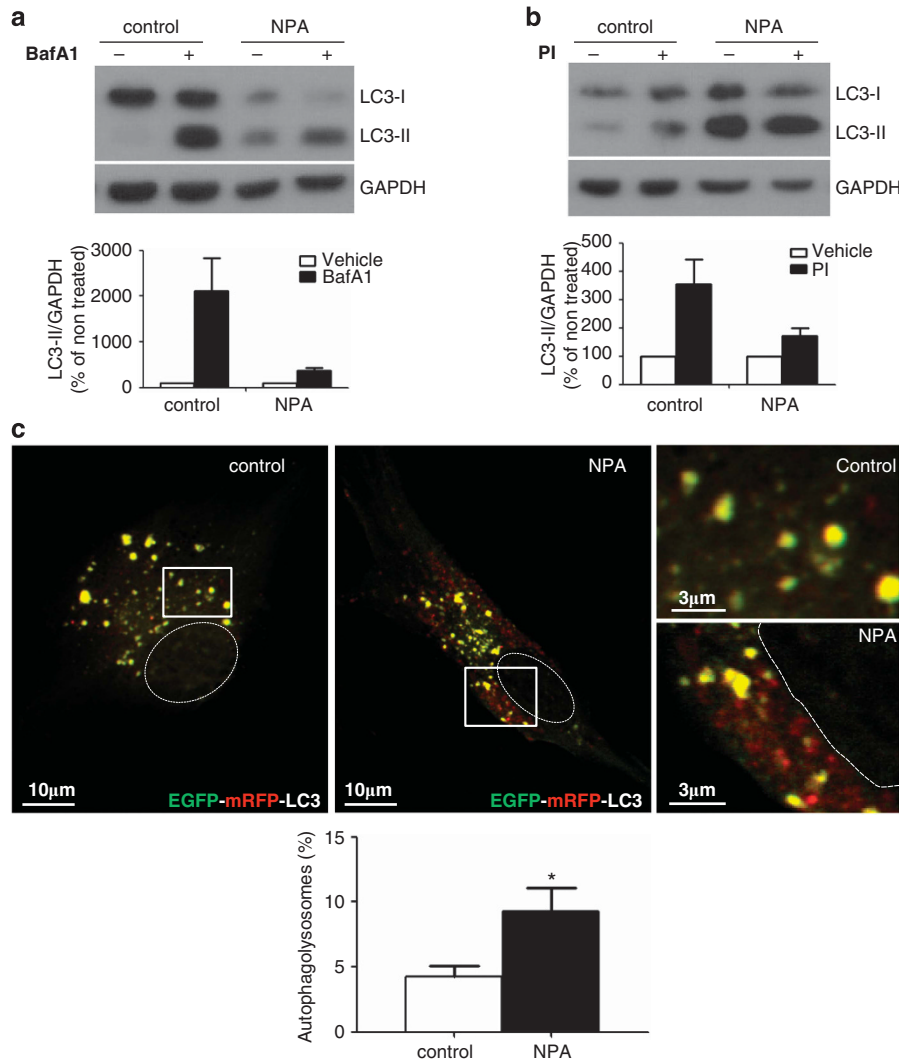 a
control NPA
BafA1 – + – +
LC3-I
LC3-II
GAPDH
LC3-II/GAPDH
(% of non treated)
3000
2000
1000
0
Vehicle
BafA1
control NPA
b
control NPA
PI – + – +
LC3-I
LC3-II
GAPDH
LC3-II/GAPDH
(% of non treated)
500
400
300
200
100
0
Vehicle
PI
control NPA
c
control
10μm
EGFP-mRFP-LC3
NPA
10μm
EGFP-mRFP-LC3
Control
3μm
NPA
3μm
Autophagolysosomes (%)
15
10
5
0
*
control NPA